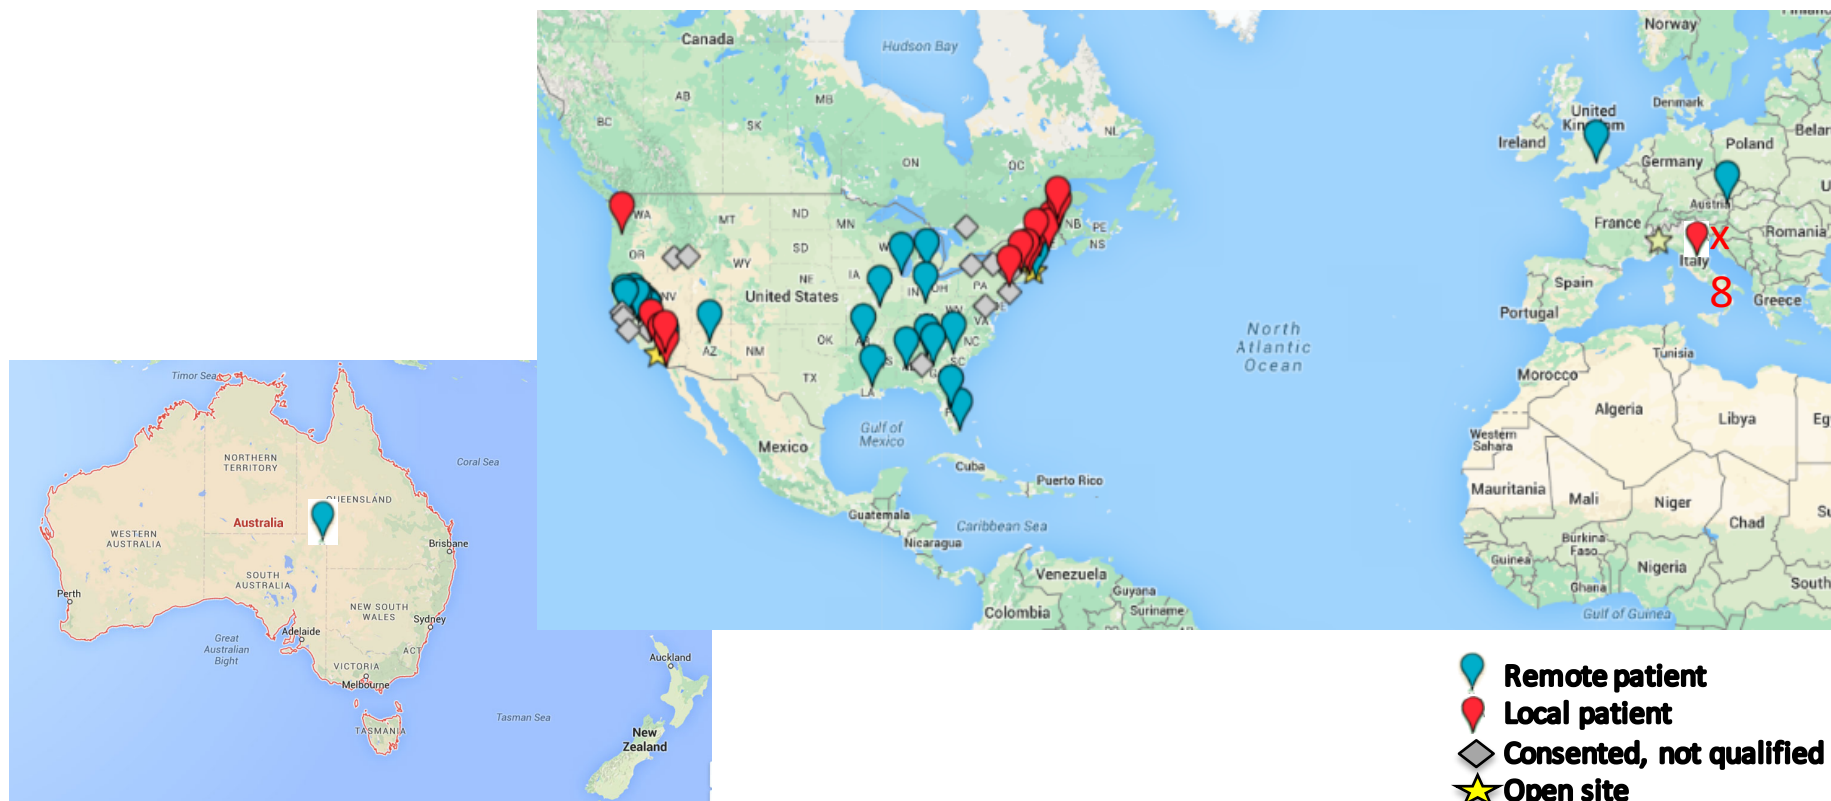 Canada
Hudson Bay
Norway
AB
MB
BC
SK
NL
ON
QC
United
Kingdom
Denmark
Ireland
Poland
Belar
Germany
WA
MT
ND
MN
NB
PE
NS
OR
SD
WY
IA
NE
United States
IN
OH
PA
NV
WV
VA
AZ
NM
OK
NC
SC
TX
LA
Austria
France
Romania
Italy
x
8
Spain
Portugal
Greece
North
Atlantic
Ocean
Gulf of
Mexico
Mexico
Cuba
Puerto Rico
Guatemala
Caribbean Sea
Nicaragua
Venezuela
Guyana
Suriname
Colombia
Tunisia
Morocco
Algeria
Libya
Eg
Western
Sahara
Mauritania
Mali
Niger
Chad
Su
Burkina
Faso
Guinea
Ghana
Nigeria
South
Gulf of Guinea
Timor Sea
Coral Sea
NORTHERN
TERRITORY
QUEENSLAND
Australia
WESTERN
AUSTRALIA
Brisbane
SOUTH
AUSTRALIA
Perth
NEW SOUTH
WALES
Sydney
Adelaide
Great
Australian
Bight
ACT
VICTORIA
Melbourne
TASMANIA
Tasman Sea
Auckland
New
Zealand
Remote patient
Local patient
Consented, not qualified
Open site